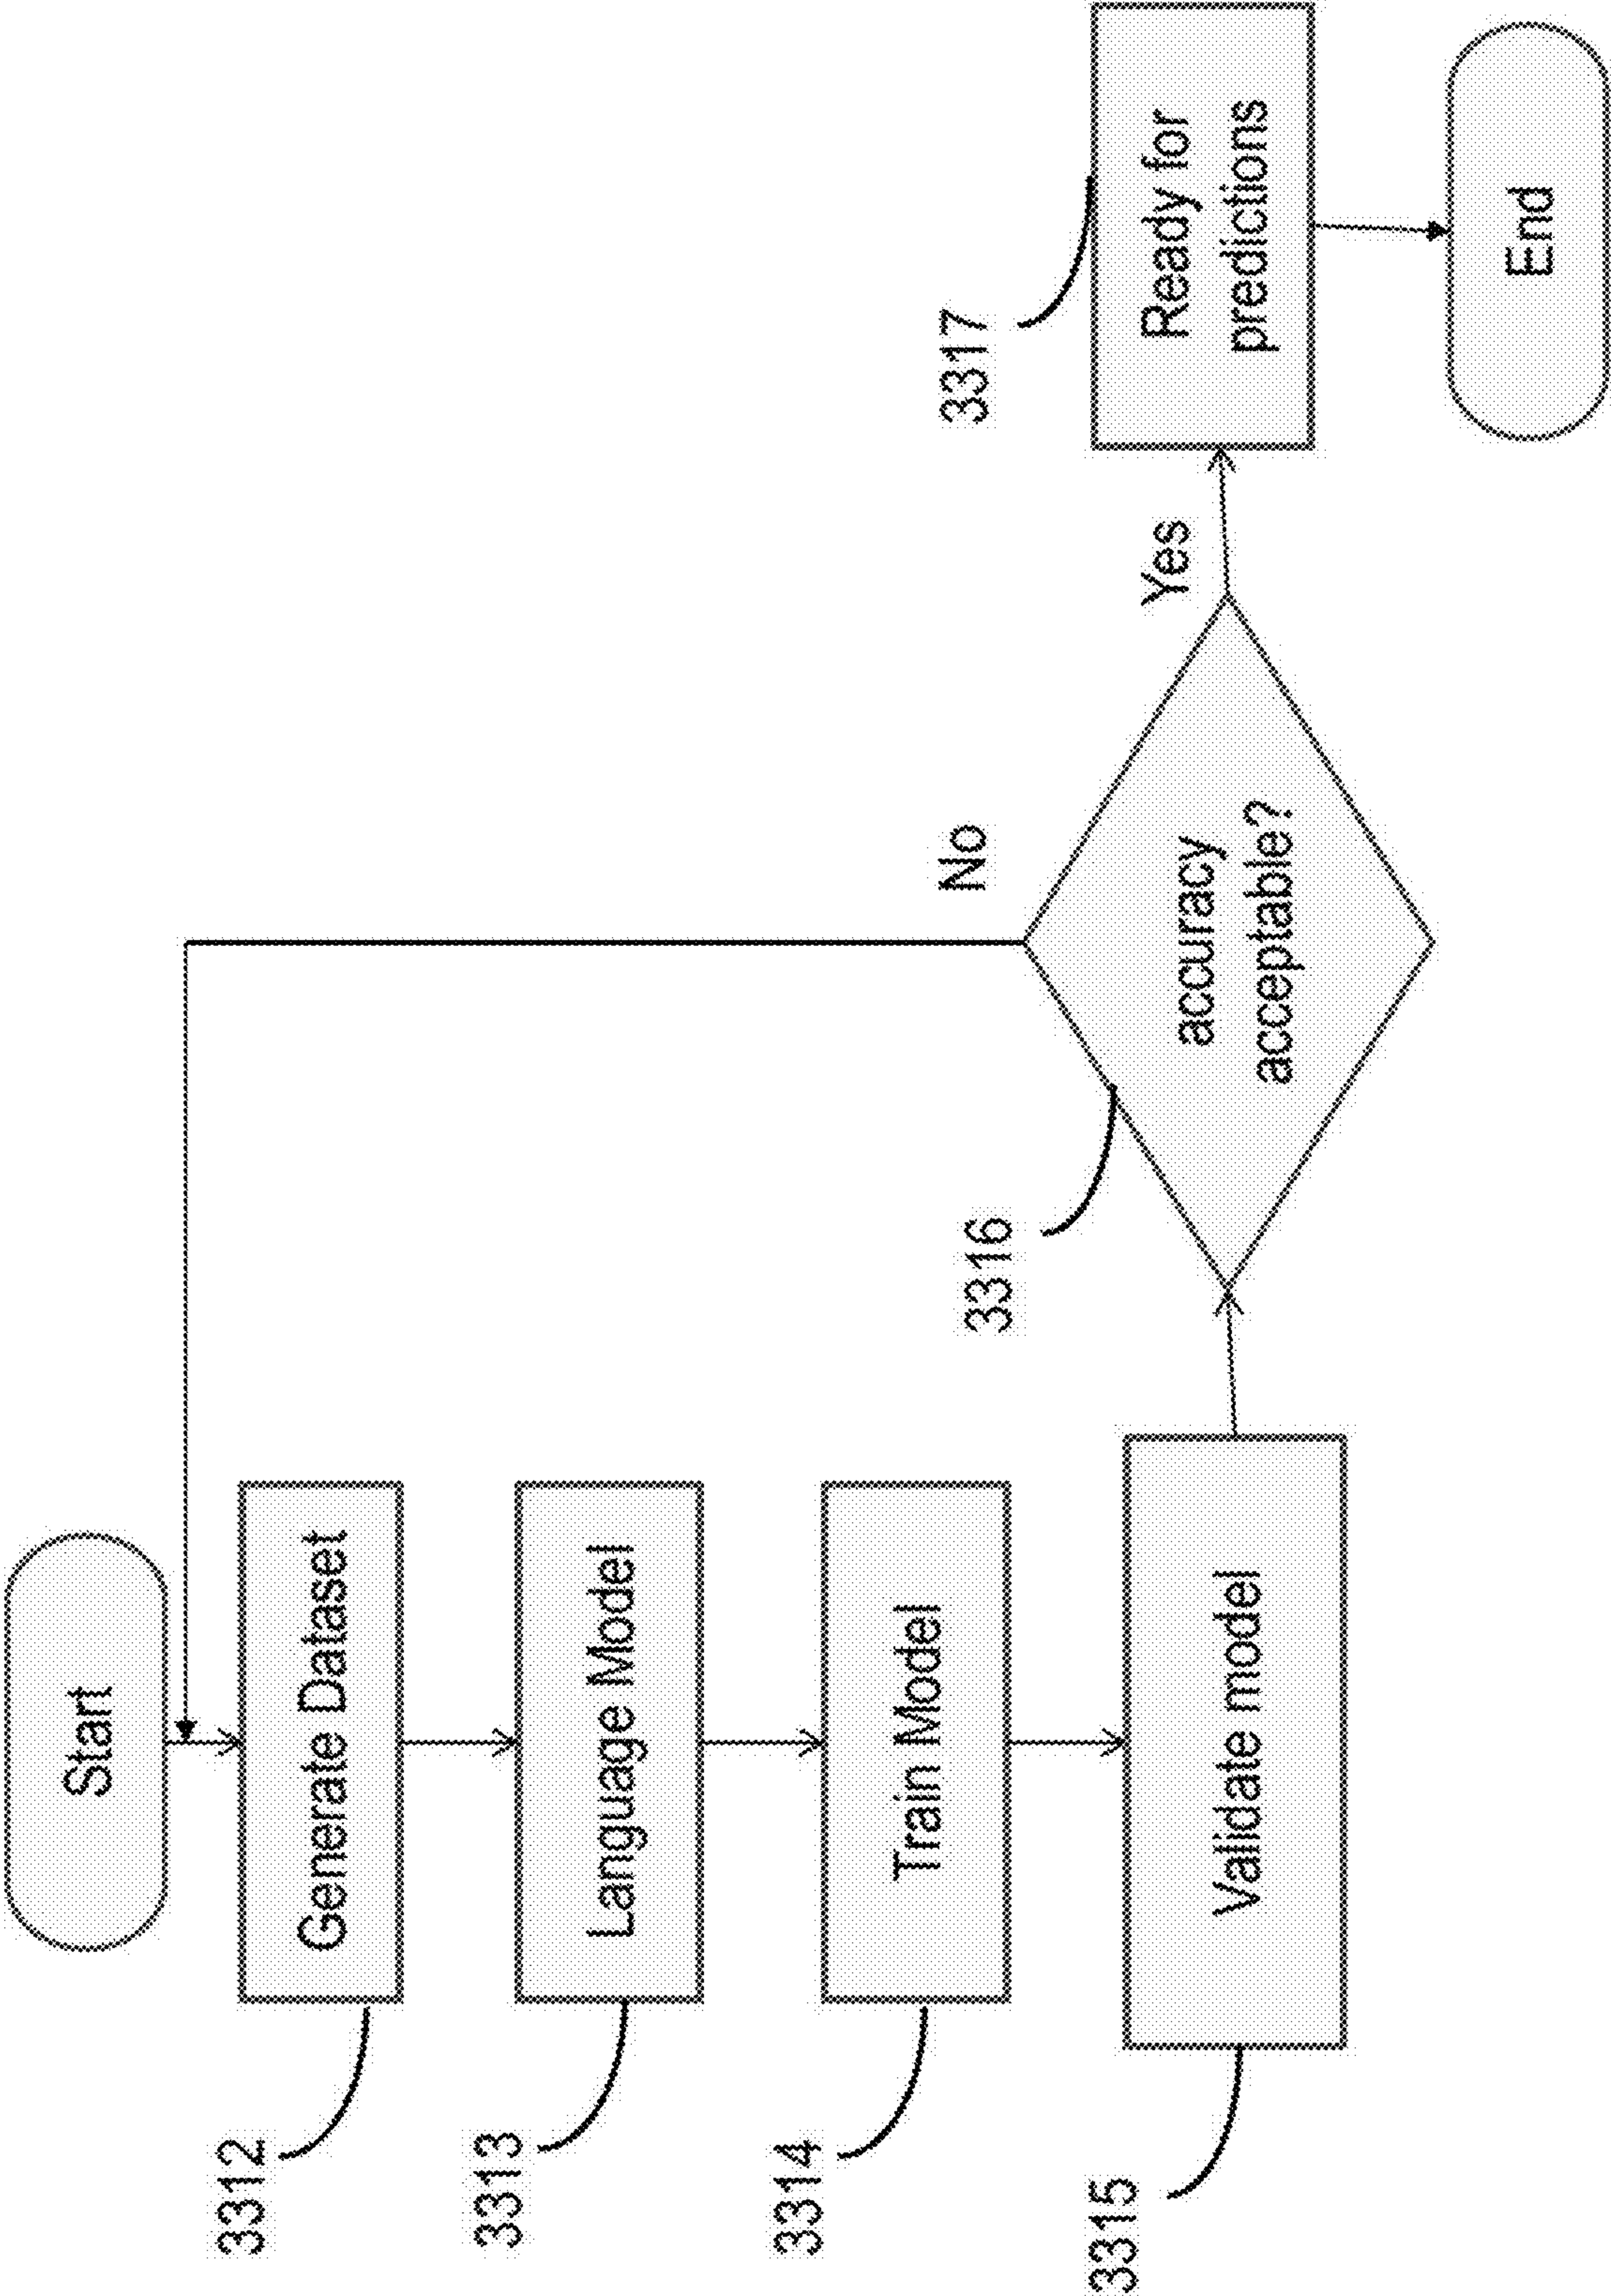 Start
3312
Generate Dataset
3313
Language Model
3314
Train Model
3315
Validate model
3316
accuracy
acceptable?
No
Yes
3317
Ready for
predictions
End